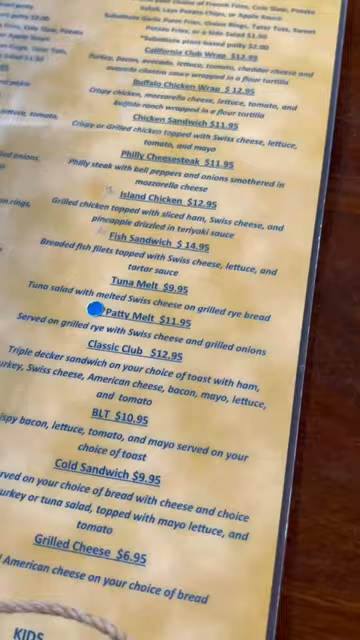 your choice of French Fries, Cole Slaw, Potato
Salad, Lays Potato Chips, or Apple Sauce
Substitute Garlic Parm Fries, Onion Rings, Tater Tots, Sweet
Potato Fries, or a Side Salad $1.50
*Substitute plant-based patty $2.00
California Club Wrap $12.95
Turkey, bacon, avocado, lettuce, tomato, cheddar cheese and
avocado cilantro sauce wrapped in a flour tortilla
Buffalo Chicken Wrap $ 12.95
Crispy chicken, mozzarella cheese, lettuce, tomato, and
buffalo ranch wrapped in a flour tortilla
Chicken Sandwich $11.95
Crispy or Grilled chicken topped with Swiss cheese, lettuce,
tomato, and mayo
Philly Cheesesteak $11.95
Philly steak with bell peppers and onions smothered in
mozzarella cheese
Island Chicken $12.95
Grilled chicken topped with sliced ham, Swiss cheese, and
pineapple drizzled in teriyaki sauce
Fish Sandwich $ 14.95
Breaded fish filets topped with Swiss cheese, lettuce, and
tartar sauce
Tuna Melt $9.95
Tuna salad with melted Swiss cheese on grilled rye bread
Patty Melt $11.95
Served on grilled rye with Swiss cheese and grilled onions
Classic Club $12.95
Triple decker sandwich on your choice of toast with ham,
urkey, Swiss cheese, American cheese, bacon, mayo, lettuce,
and tomato
BLT $10.95
ispy bacon, lettuce, tomato, and mayo served on your
choice of toast
Cold Sandwich $9.95
rved on your choice of bread with cheese and choice
urkey or tuna salad, topped with mayo lettuce, and
tomato
Grilled Cheese $6.95
American cheese on your choice of bread
KIDS